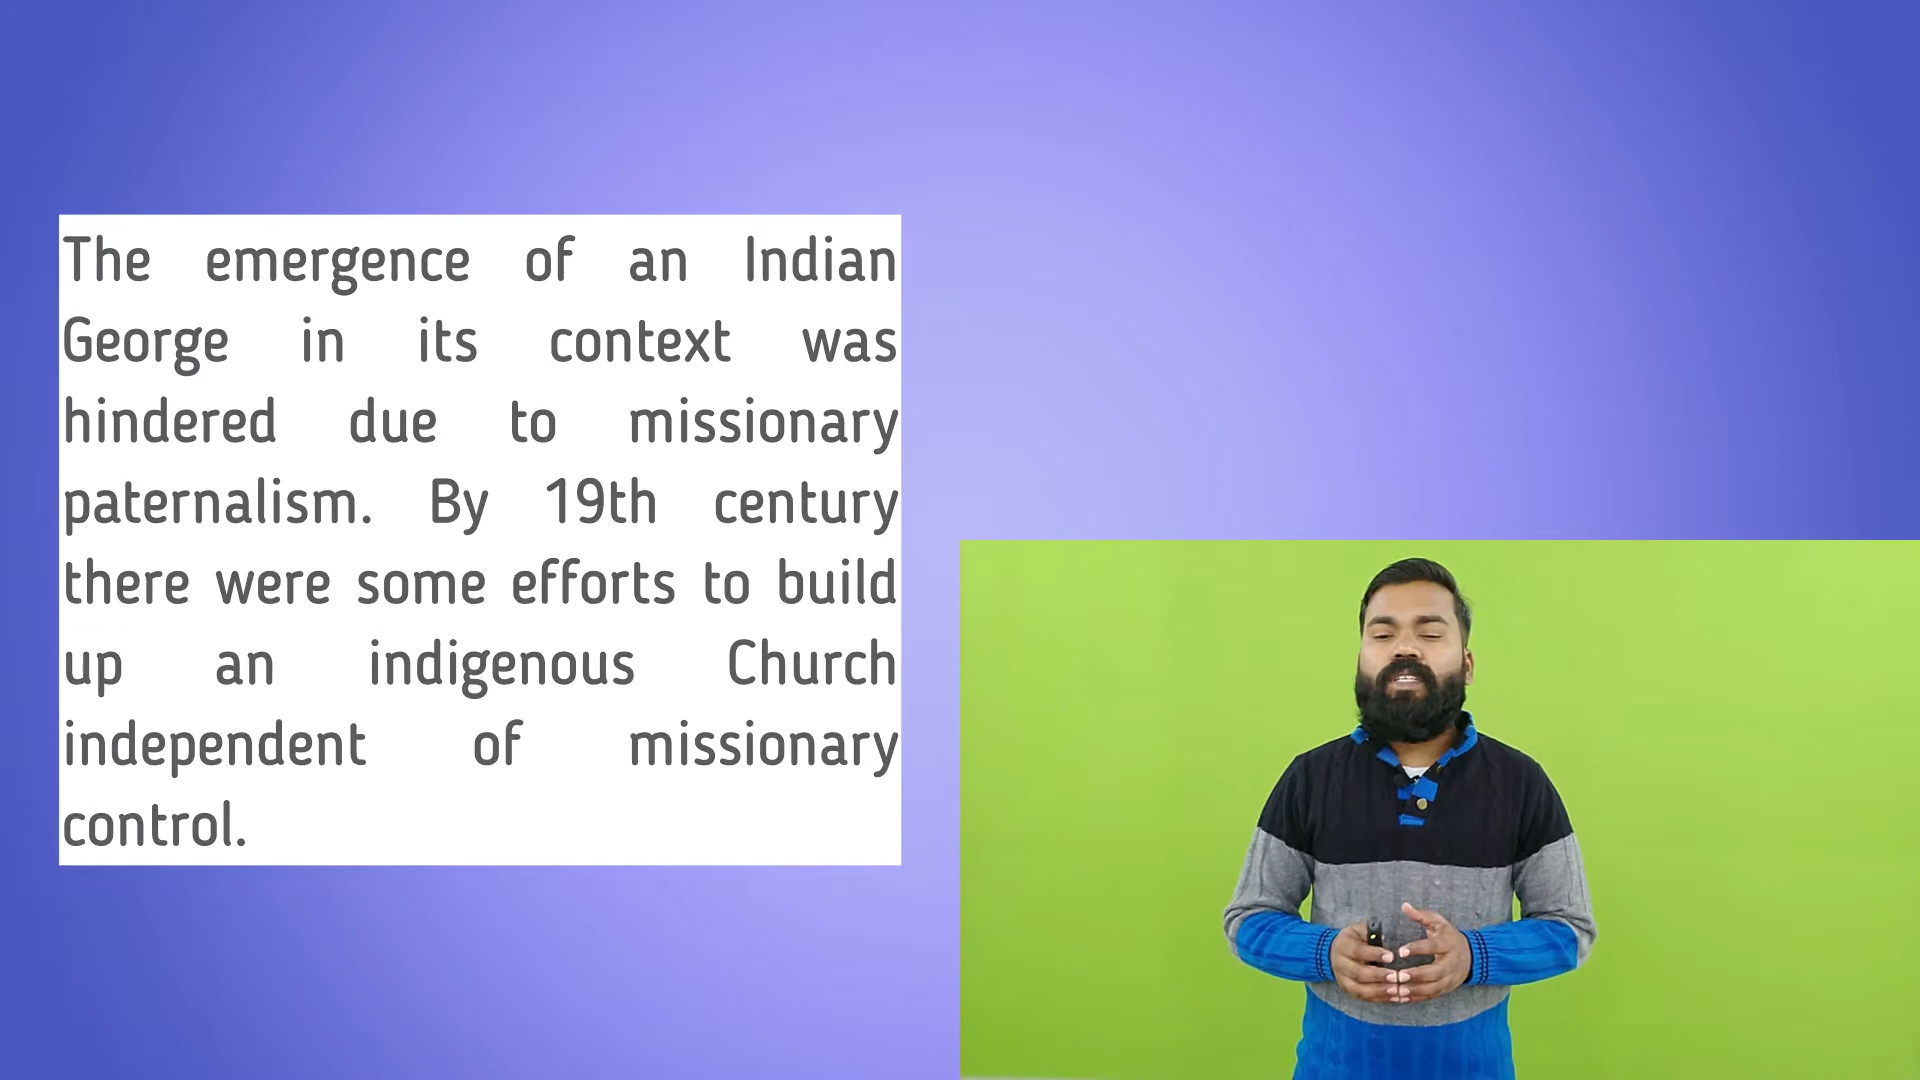 The emergence of an Indian
George in its context was
hindered due to missionary
paternalism. By 19th century
there were some efforts to build
up an indigenous Church
independent of missionary
control.